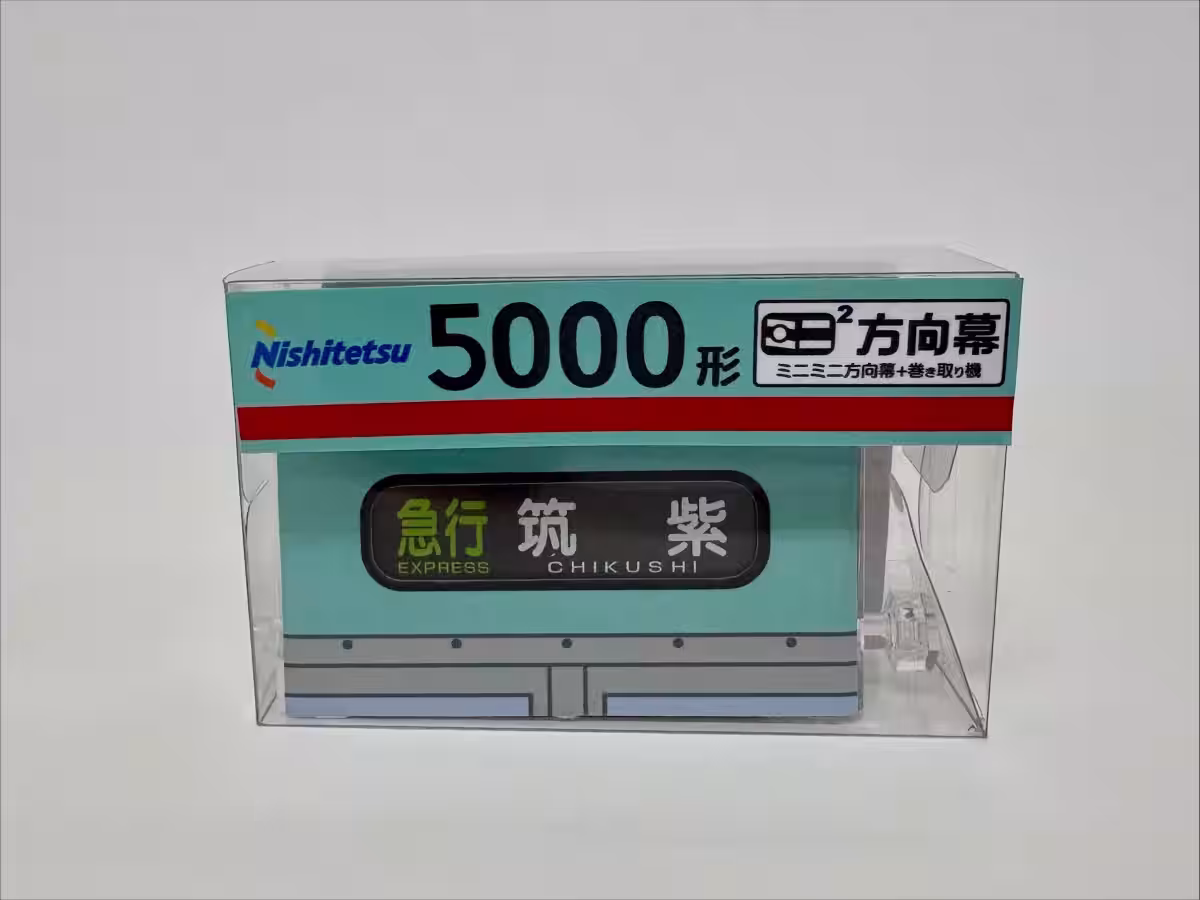 Nishitetsu 5000形
2方向幕
ミニミニ方向幕+巻き取り機
急行 筑紫
EXPRESS CHIKUSHI